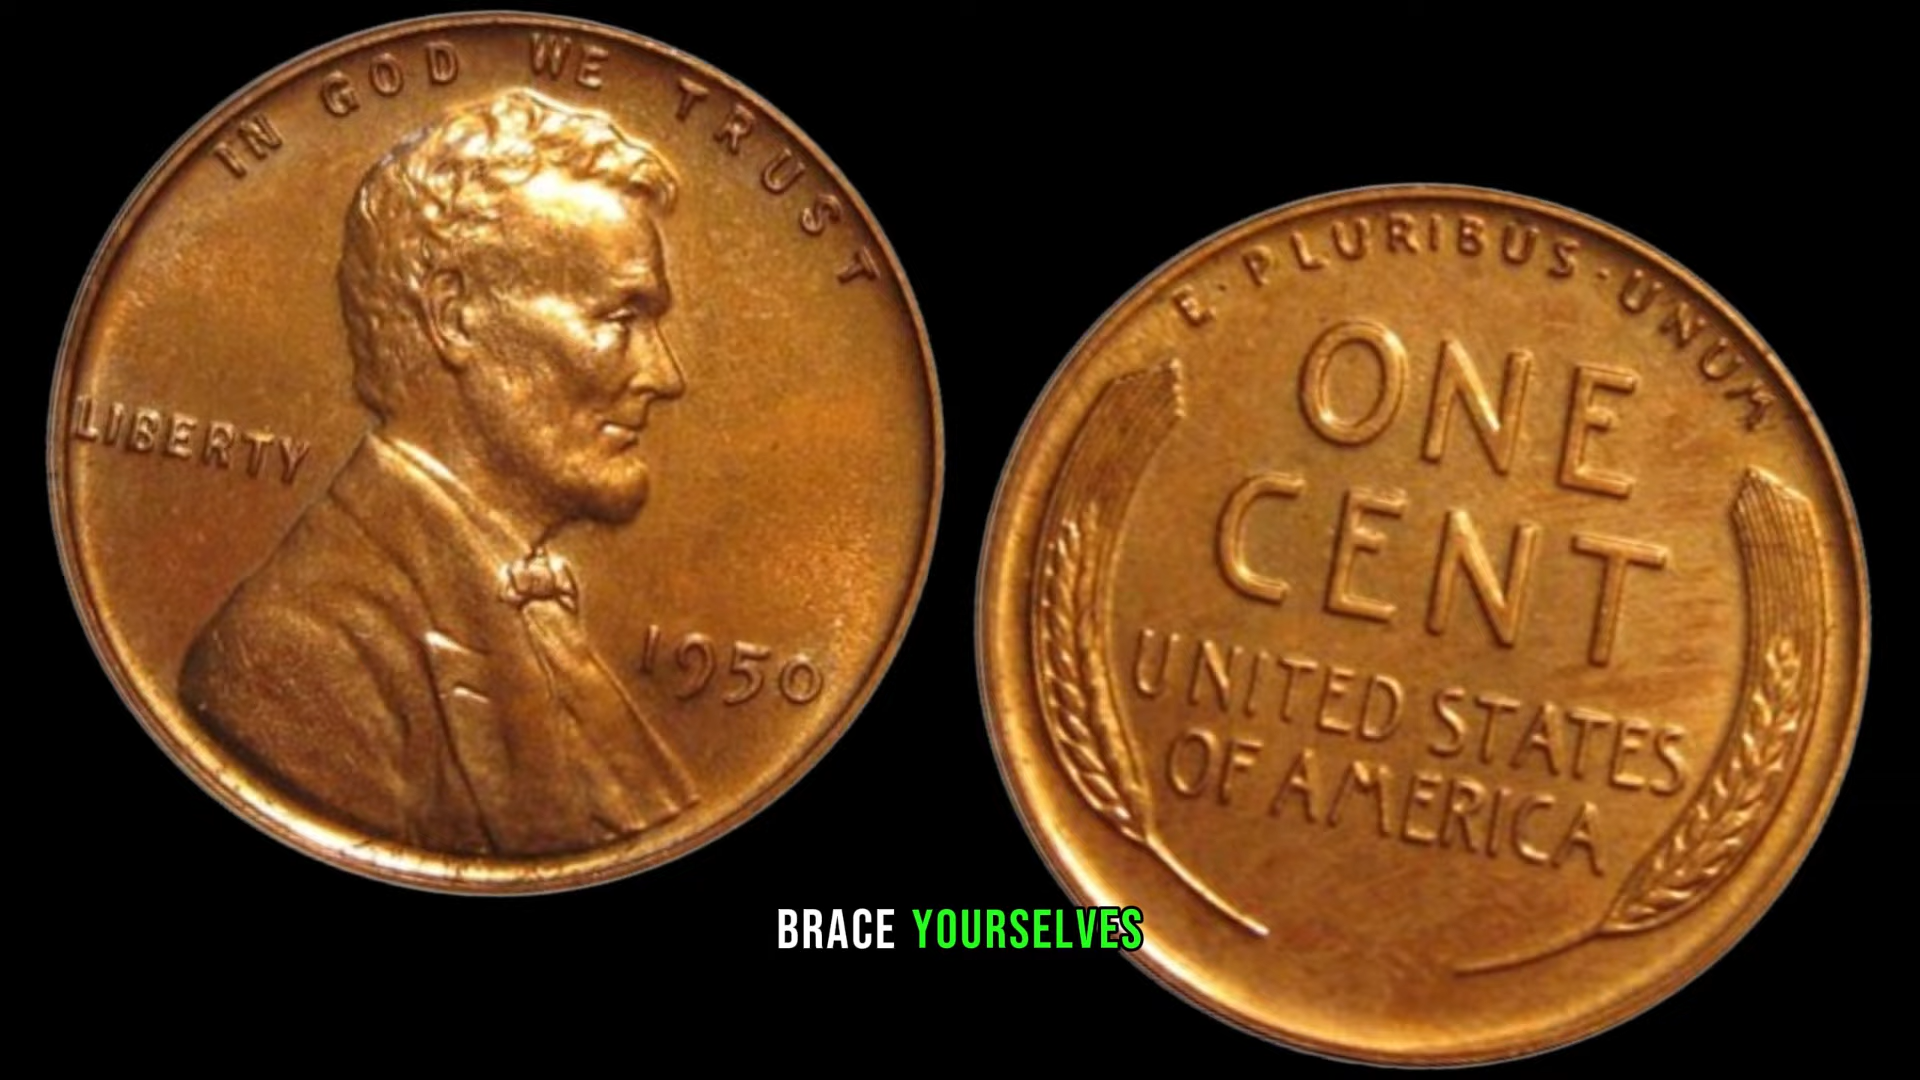 IN GOD WE TRUST
LIBERTY
1950
E·PLURIBUS·UNUM
ONE
CENT
UNITED STATES
OF AMERICA
BRACE YOURSELVES